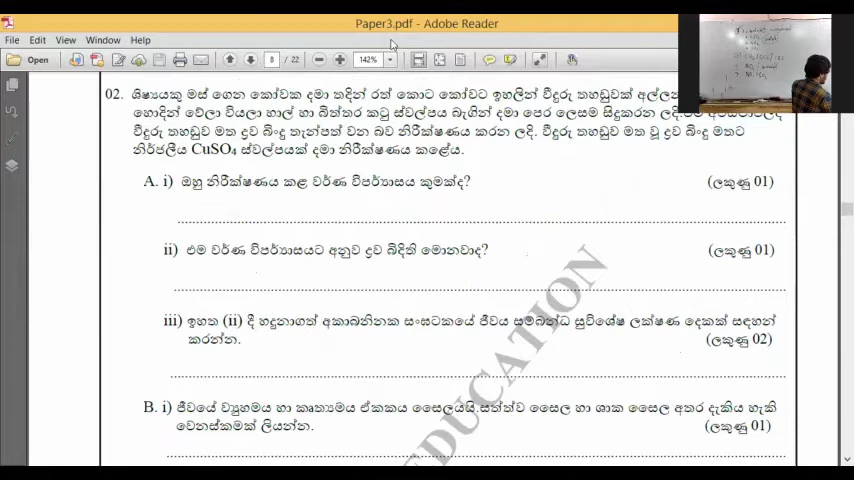 Paper3.pdf - Adobe Reader
File Edit View Window Help
Open 8 / 22 142%
02. ශිෂ්‍යයකු මස් ගෙන කෝවක දමා තදින් රත් කොට කෝවට ඉහලින් වීදුරු තහඩුවක්
හොදින් වේලා වියලා හාල් හා බිත්තර කටු ස්වල්පය බැගින් දමා පෙර ලෙසම සිදුකරන ලදි.
වීදුරු තහඩුව මත ද්‍රව බිංදු තැන්පත් වන බව නිරීක්ෂණය කරන ලදි. වීදුරු තහඩුව මත වූ ද්‍රව බිංදු මතට
නිර්ජලීය CuSO₄ ස්වල්පයක් දමා නිරීක්ෂණය කළේය.
A. i) ඔහු නිරීක්ෂණය කළ වර්ණ විපර්යාසය කුමක්ද? (ලකුණු 01)
ii) එම වර්ණ විපර්යාසයට අනුව ද්‍රව බිදිති මොනවාද? (ලකුණු 01)
iii) ඉහත (ii) දී හදුනාගත් අකාබනිනක සංඝටකයේ ජීවය සම්බන්ධ සුවිශේෂ ලක්ෂණ දෙකක් සඳහන්
කරන්න. (ලකුණු 02)
B. i) ජීවයේ ව්‍යුහමය හා කෘත්‍යමය ඒකකය සෛලයයි.සත්ත්ව සෛල හා ශාක සෛල අතර දැකිය හැකි
වෙනස්කමක් ලියන්න. (ලකුණු 01)
EDUCATION